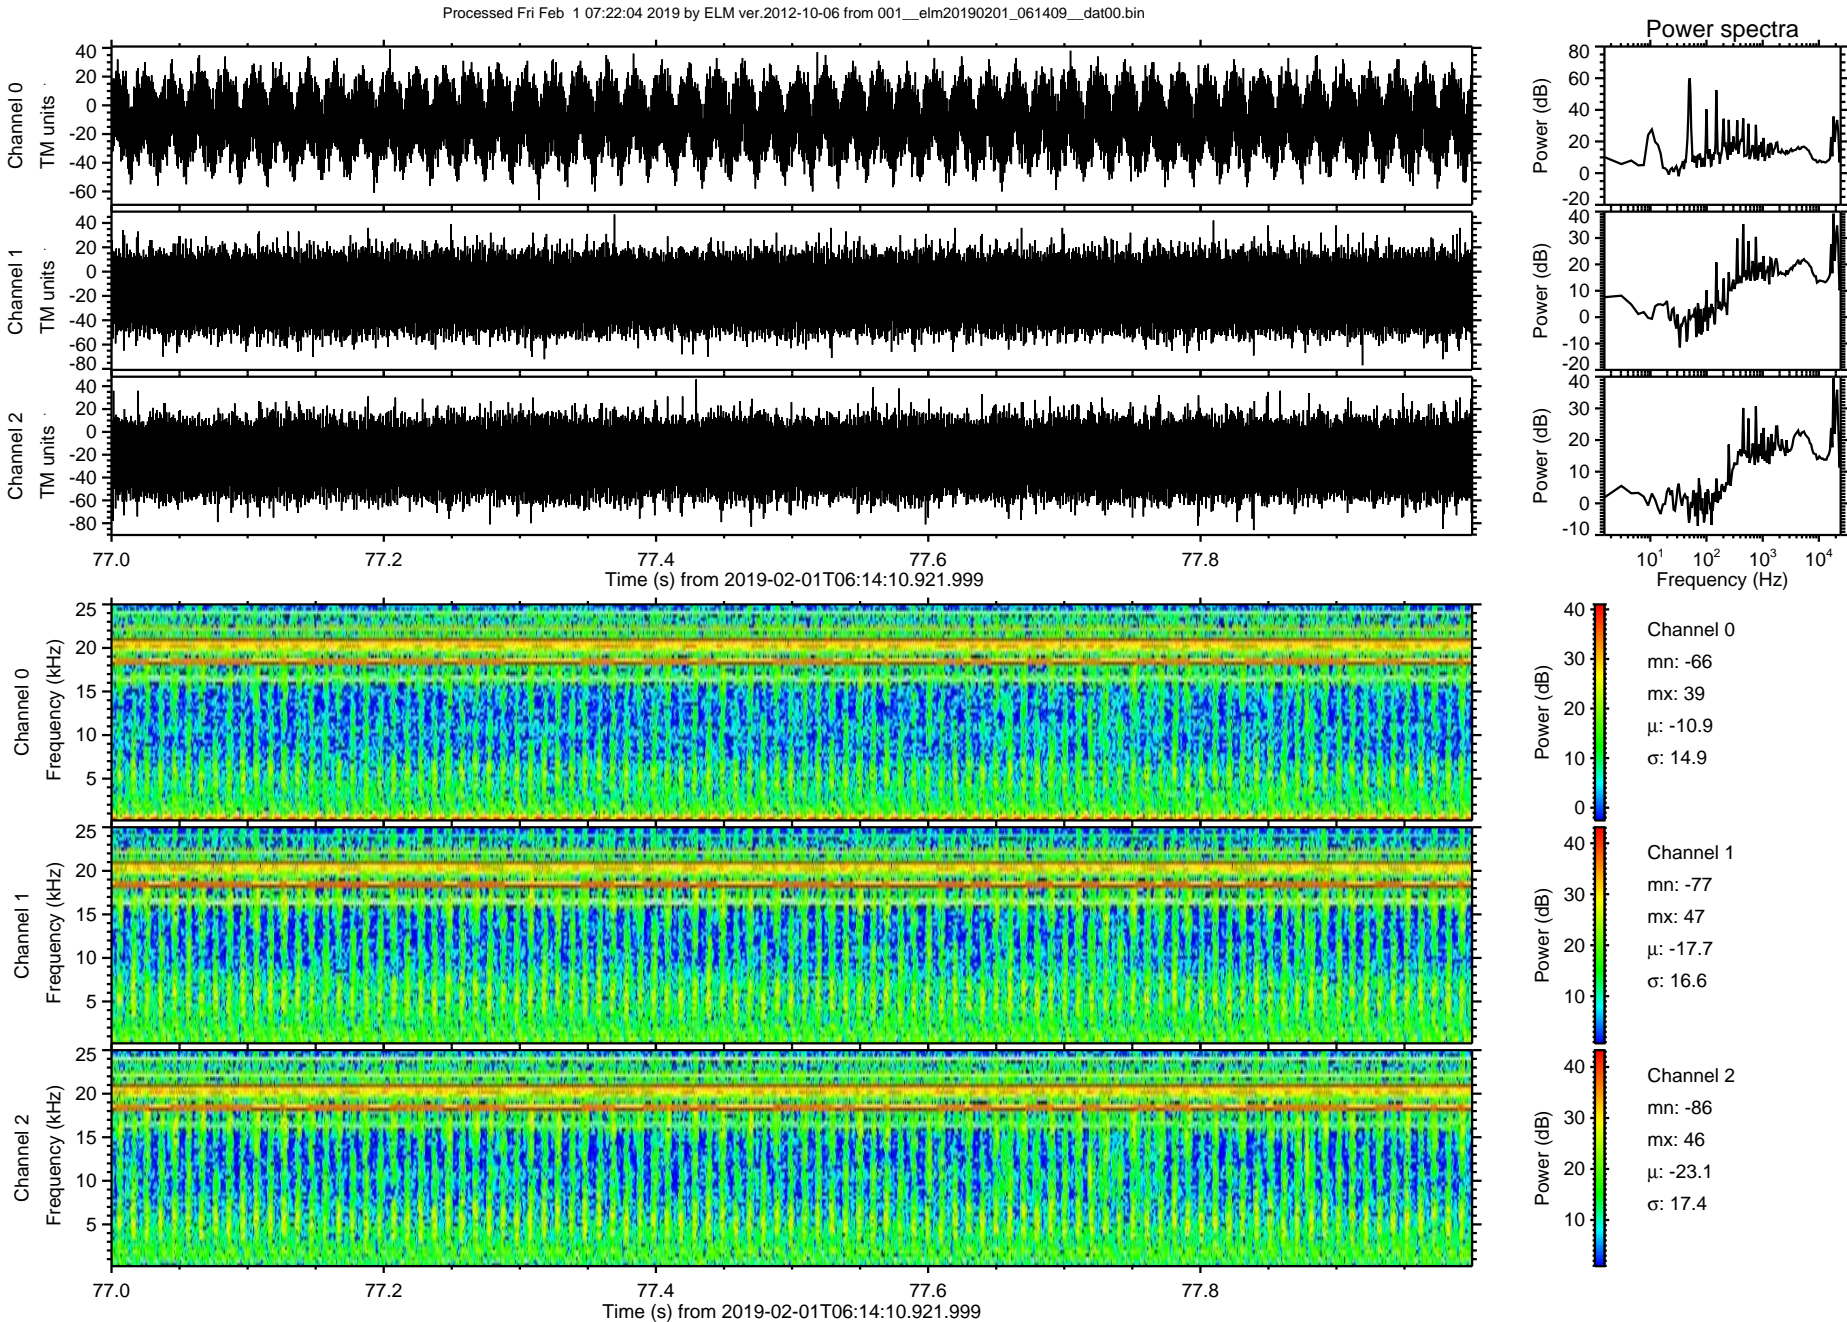 Processed Fri Feb  1 07:22:04 2019 by ELM ver.2012-10-06 from 001__elm20190201_061409__dat00.bin
Power spectra
Channel 0
TM units
40
20
0
-20
-40
-60
Power (dB)
80
60
40
20
0
-20
Channel 1
TM units
40
20
0
-20
-40
-60
-80
Power (dB)
40
30
20
10
0
-10
-20
Channel 2
TM units
40
20
0
-20
-40
-60
-80
Power (dB)
40
30
20
10
0
-10
77.0 77.2 77.4 77.6 77.8
Time (s) from 2019-02-01T06:14:10.921.999
10^1 10^2 10^3 10^4
Frequency (Hz)
Channel 0
Frequency (kHz)
25
20
15
10
5
Power (dB)
40
30
20
10
0
Channel 0
mn: -66
mx: 39
μ: -10.9
σ: 14.9
Channel 1
Frequency (kHz)
25
20
15
10
5
Power (dB)
40
30
20
10
Channel 1
mn: -77
mx: 47
μ: -17.7
σ: 16.6
Channel 2
Frequency (kHz)
25
20
15
10
5
Power (dB)
40
30
20
10
Channel 2
mn: -86
mx: 46
μ: -23.1
σ: 17.4
77.0 77.2 77.4 77.6 77.8
Time (s) from 2019-02-01T06:14:10.921.999